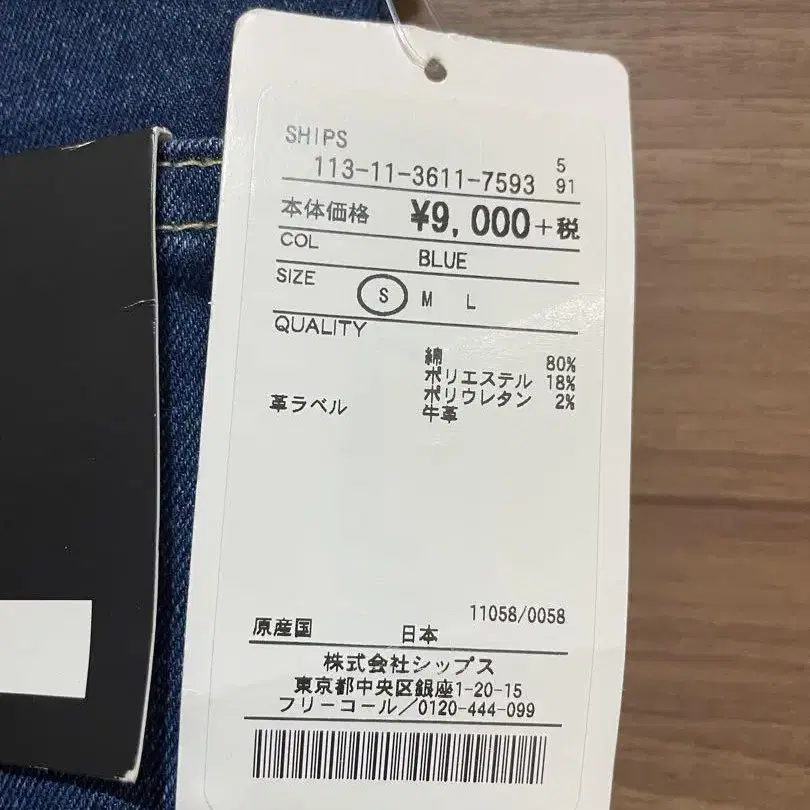 SHIPS
113-11-3611-7593 5 91
本体価格 ¥9,000+税
COL BLUE
SIZE S M L
QUALITY
綿 80%
ポリエステル 18%
ポリウレタン 2%
革ラベル 牛革
11058/0058
原産国 日本
株式会社シップス
東京都中央区銀座1-20-15
フリーコール/0120-444-099